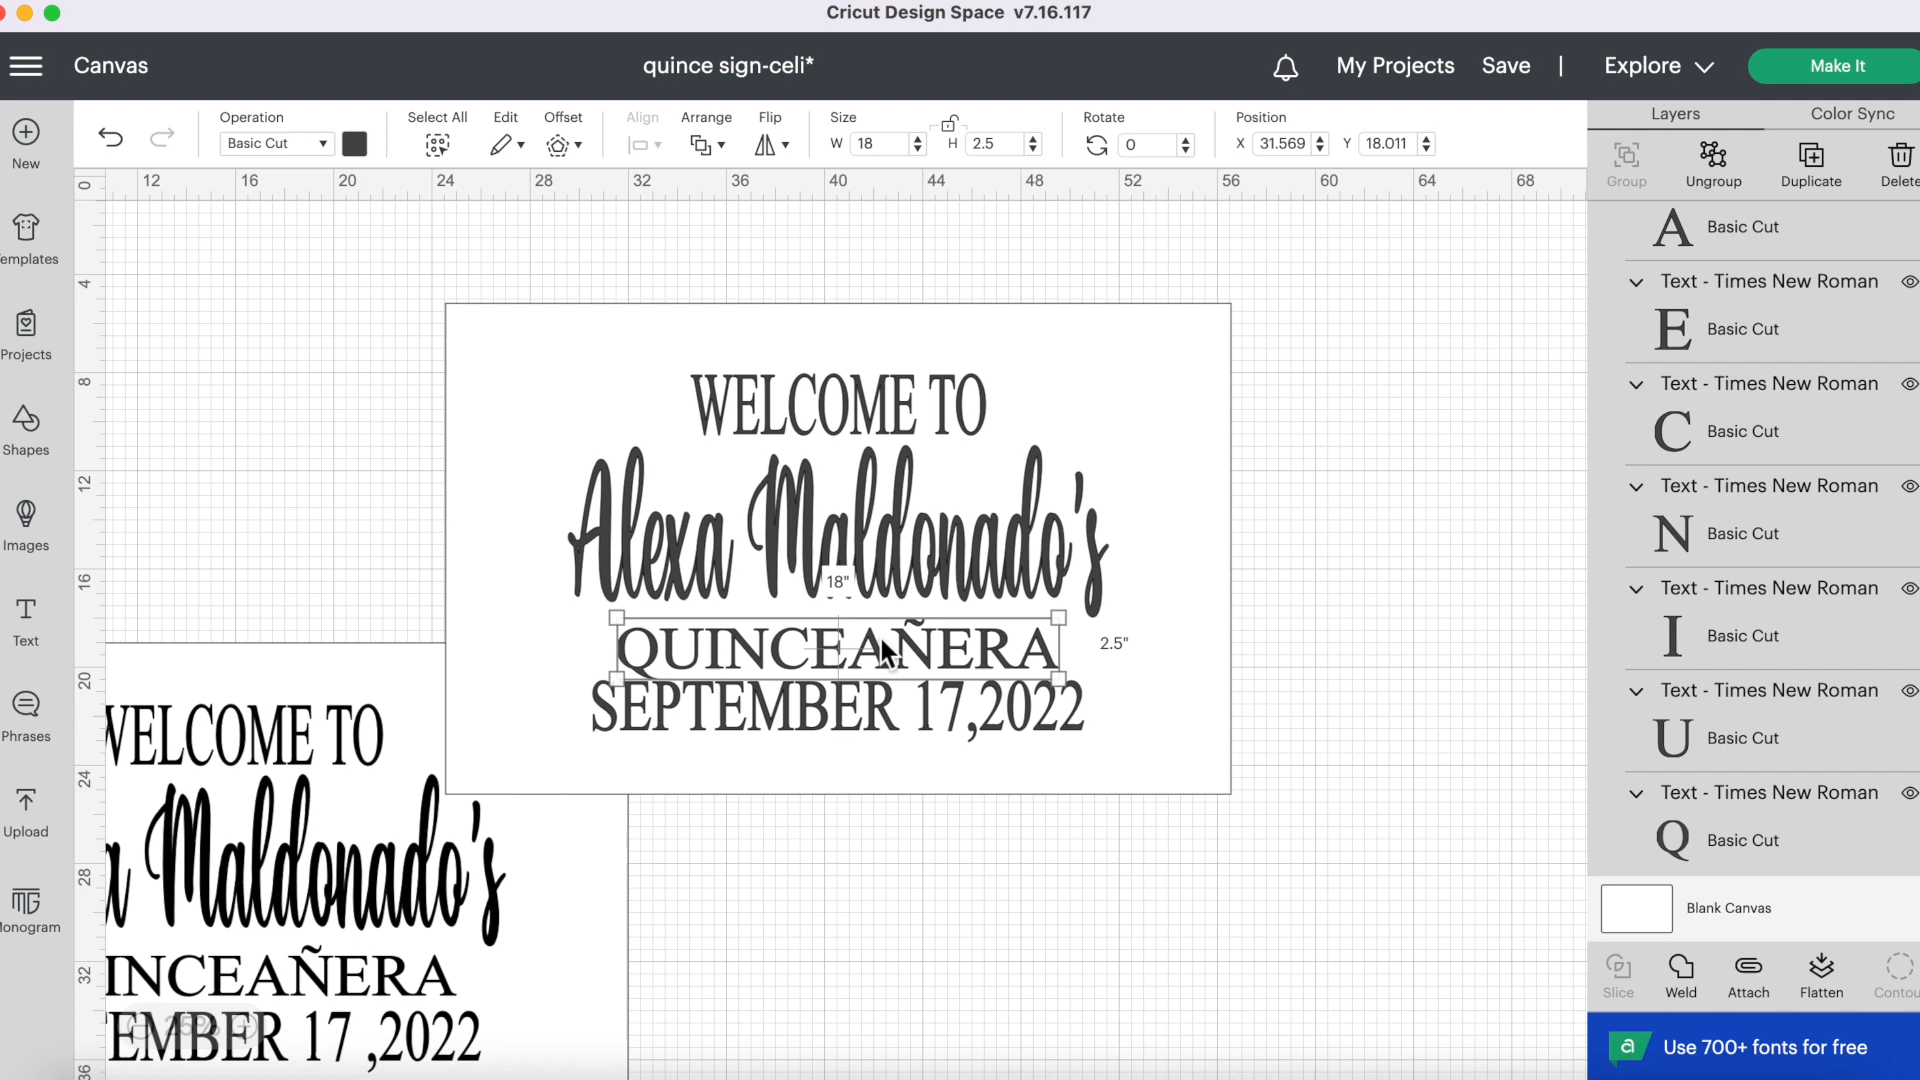 Cricut Design Space v7.16.117
Canvas
quince sign-celi*
My Projects
Save
|
Explore
Make It
New
emplates
Projects
Shapes
Images
Text
Phrases
Upload
Monogram
Operation
Basic Cut
Select All
Edit
Offset
Align
Arrange
Flip
Size
W 18
H 2.5
Rotate
0
Position
X 31.569
Y 18.011
0 12 16 20 24 28 32 36 40 44 48 52 56 60 64 68
4
8
12
16
20
24
28
32
36
WELCOME TO
Alexa Maldonado's
18"
QUINCEAÑERA
2.5"
SEPTEMBER 17,2022
WELCOME TO
a Maldonado's
INCEAÑERA
EMBER 17 ,2022
25%
Layers
Color Sync
Group
Ungroup
Duplicate
Delete
A Basic Cut
Text - Times New Roman
E Basic Cut
Text - Times New Roman
C Basic Cut
Text - Times New Roman
N Basic Cut
Text - Times New Roman
I Basic Cut
Text - Times New Roman
U Basic Cut
Text - Times New Roman
Q Basic Cut
Blank Canvas
Slice
Weld
Attach
Flatten
Contou
a Use 700+ fonts for free